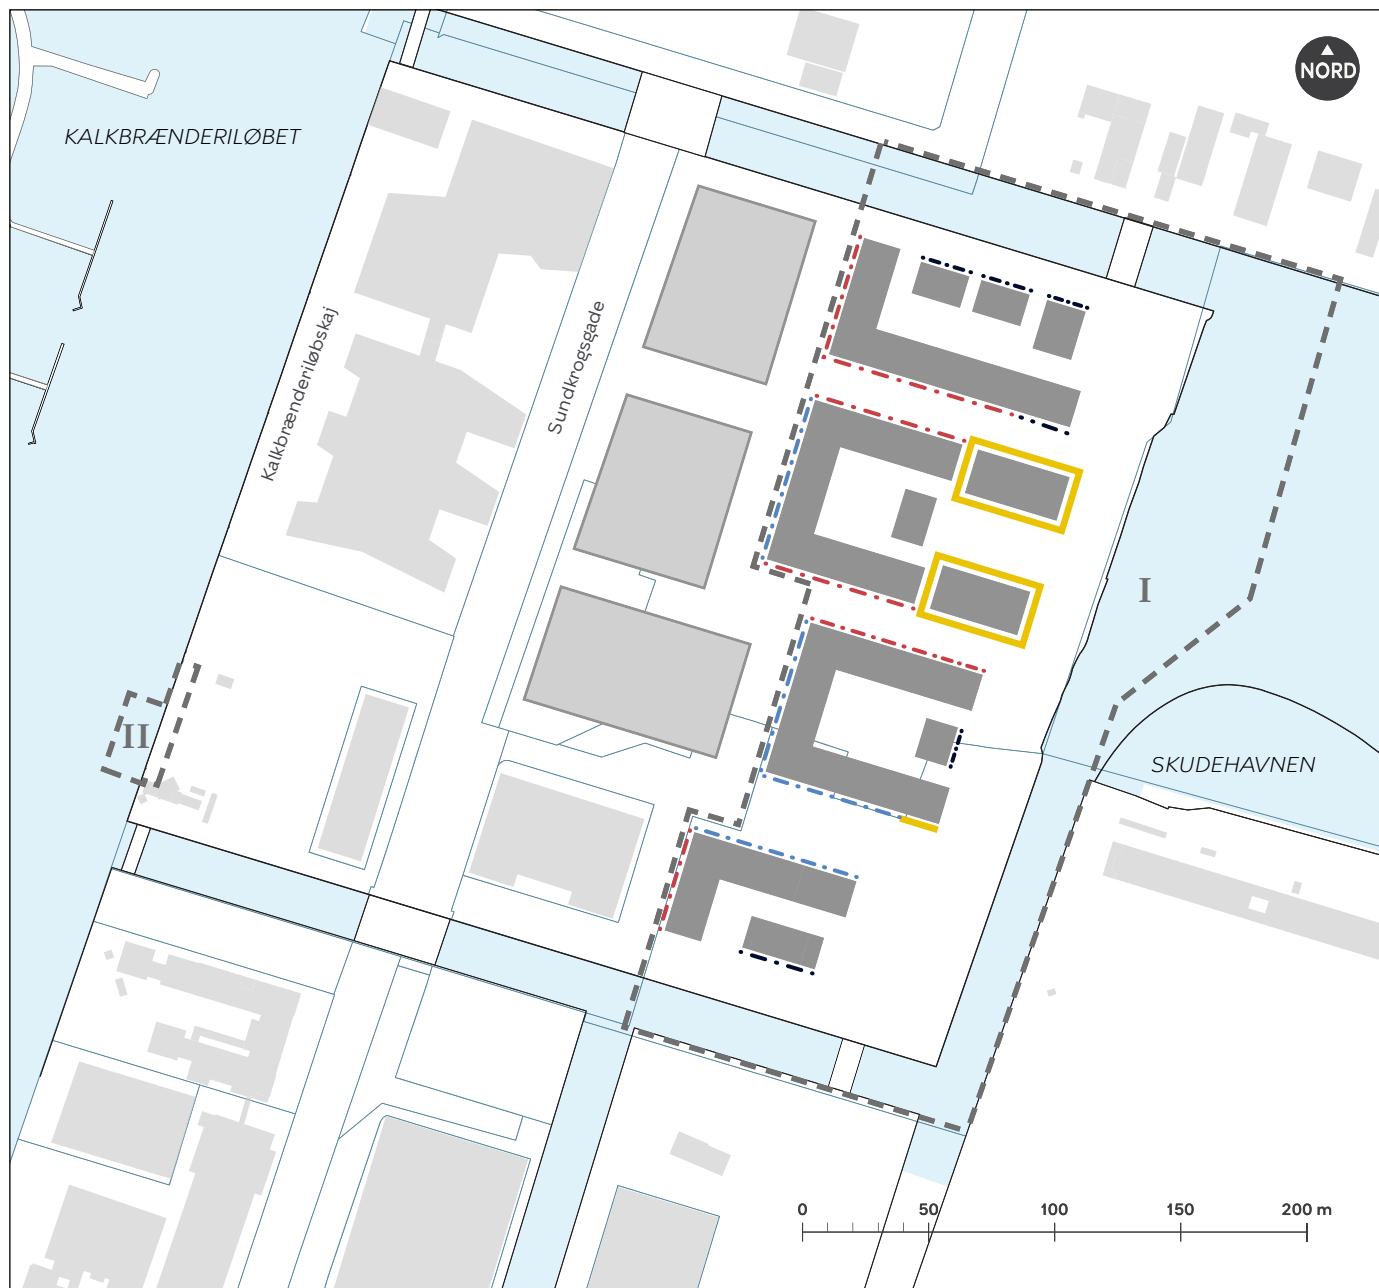 NORD
KALKBRÆNDERILØBET
Kalkbrænderiløbskaj
Sundkrogsgade
I
II
SKUDEHAVNEN
0 50 100 150 200 m